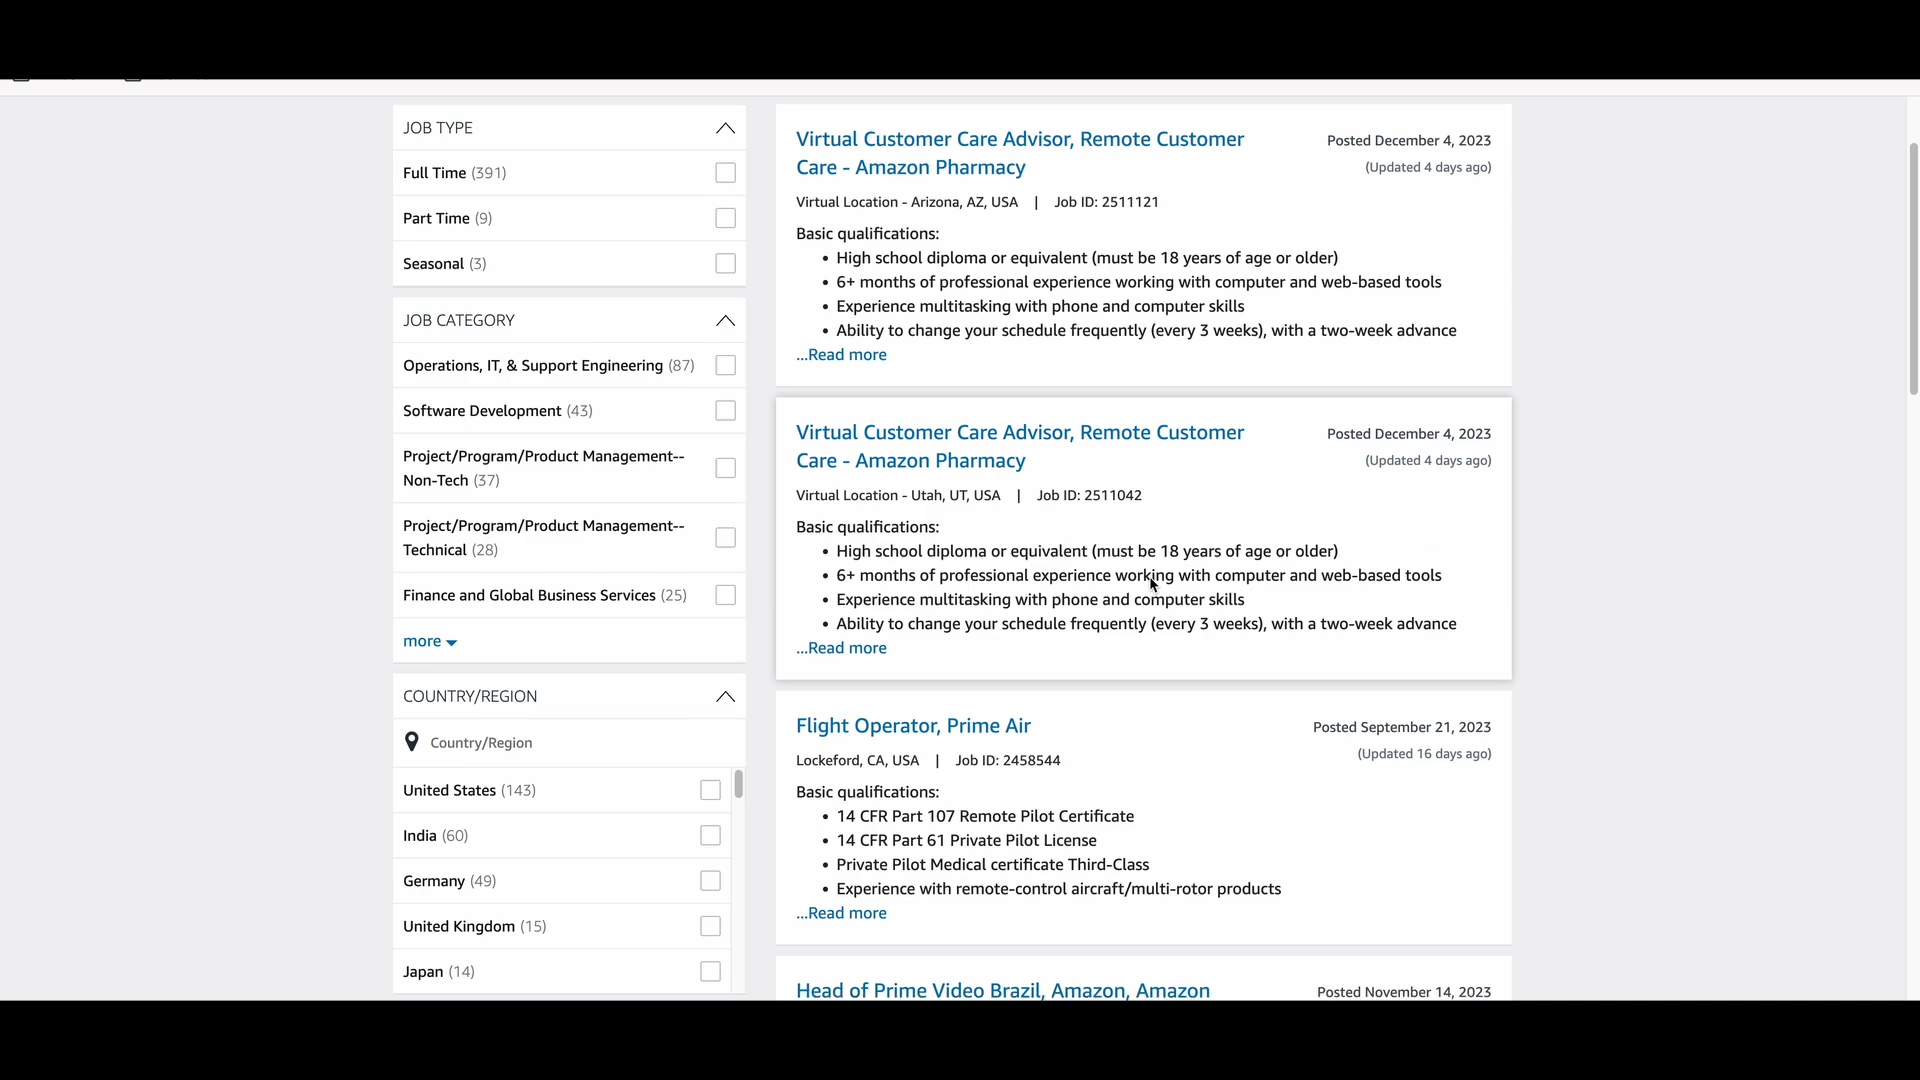 JOB TYPE
Full Time (391)
Part Time (9)
Seasonal (3)
JOB CATEGORY
Operations, IT, & Support Engineering (87)
Software Development (43)
Project/Program/Product Management--
Non-Tech (37)
Project/Program/Product Management--
Technical (28)
Finance and Global Business Services (25)
more
COUNTRY/REGION
Country/Region
United States (143)
India (60)
Germany (49)
United Kingdom (15)
Japan (14)
Virtual Customer Care Advisor, Remote Customer
Care - Amazon Pharmacy
Posted December 4, 2023
(Updated 4 days ago)
Virtual Location - Arizona, AZ, USA | Job ID: 2511121
Basic qualifications:
• High school diploma or equivalent (must be 18 years of age or older)
• 6+ months of professional experience working with computer and web-based tools
• Experience multitasking with phone and computer skills
• Ability to change your schedule frequently (every 3 weeks), with a two-week advance
...Read more
Virtual Customer Care Advisor, Remote Customer
Care - Amazon Pharmacy
Posted December 4, 2023
(Updated 4 days ago)
Virtual Location - Utah, UT, USA | Job ID: 2511042
Basic qualifications:
• High school diploma or equivalent (must be 18 years of age or older)
• 6+ months of professional experience working with computer and web-based tools
• Experience multitasking with phone and computer skills
• Ability to change your schedule frequently (every 3 weeks), with a two-week advance
...Read more
Flight Operator, Prime Air
Posted September 21, 2023
(Updated 16 days ago)
Lockeford, CA, USA | Job ID: 2458544
Basic qualifications:
• 14 CFR Part 107 Remote Pilot Certificate
• 14 CFR Part 61 Private Pilot License
• Private Pilot Medical certificate Third-Class
• Experience with remote-control aircraft/multi-rotor products
...Read more
Head of Prime Video Brazil, Amazon, Amazon
Posted November 14, 2023